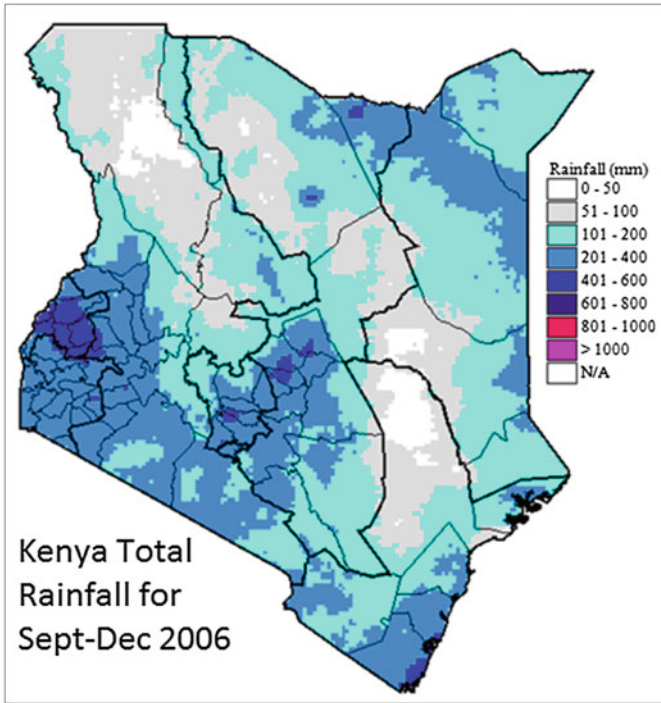 Rainfall (mm)
0 - 50
51 - 100
101 - 200
201 - 400
401 - 600
601 - 800
801 - 1000
> 1000
N/A
Kenya Total
Rainfall for
Sept-Dec 2006